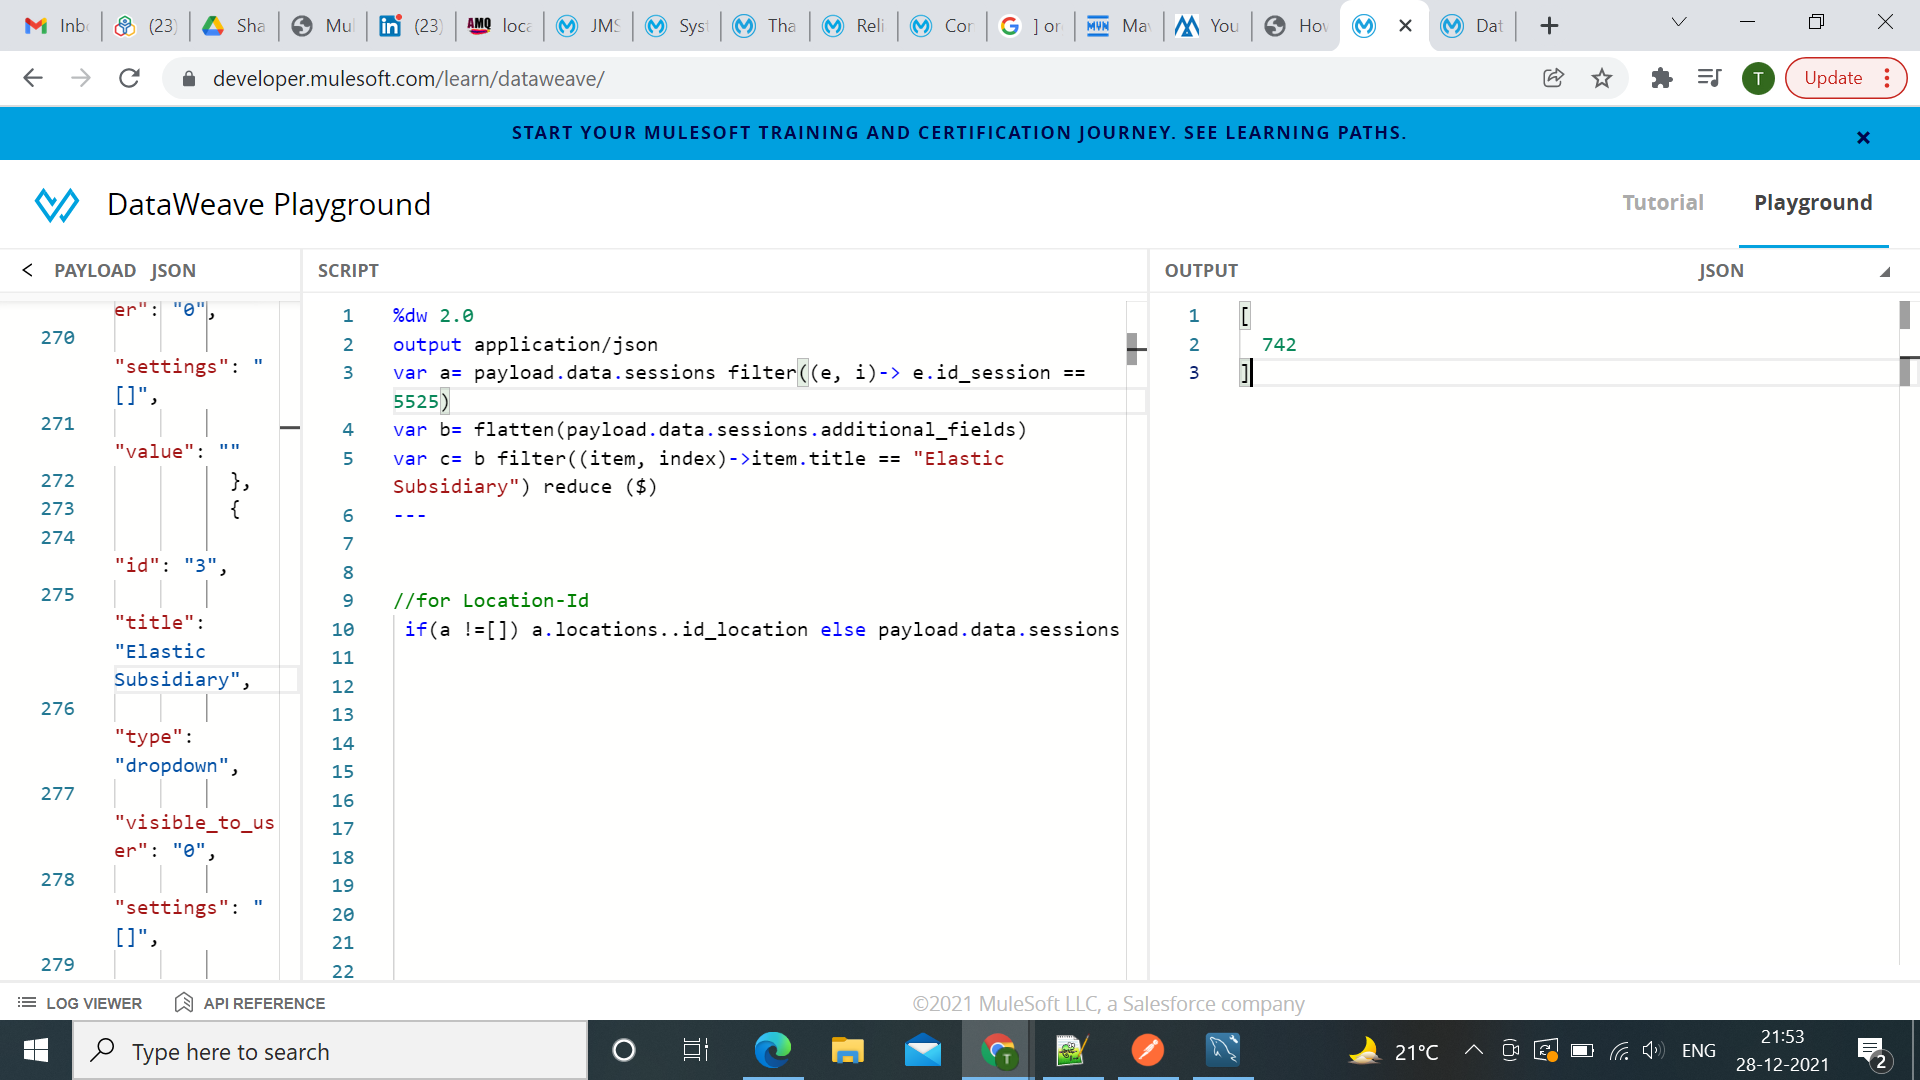 Inb (23) Sha Mul (23) loca JMS Sys Tha Reli Cor ] or Ma You Hov Dat
developer.mulesoft.com/learn/dataweave/
T Update
START YOUR MULESOFT TRAINING AND CERTIFICATION JOURNEY. SEE LEARNING PATHS.
DataWeave Playground
Tutorial Playground
PAYLOAD JSON
er": "0",
270
"settings": "
[]",
271
"value": ""
272 },
273 {
274
"id": "3",
275
"title":
"Elastic
Subsidiary",
276
"type":
"dropdown",
277
"visible_to_us
er": "0",
278
"settings": "
[]",
279
SCRIPT
1 %dw 2.0
2 output application/json
3 var a= payload.data.sessions filter((e, i)-> e.id_session ==
5525)
4 var b= flatten(payload.data.sessions.additional_fields)
5 var c= b filter((item, index)->item.title == "Elastic
Subsidiary") reduce ($)
6 ---
7
8
9 //for Location-Id
10 if(a !=[]) a.locations..id_location else payload.data.sessions
11
12
13
14
15
16
17
18
19
20
21
22
OUTPUT JSON
1 [
2 742
3 ]
LOG VIEWER API REFERENCE
©2021 MuleSoft LLC, a Salesforce company
Type here to search
T
21°C
ENG
21:53
28-12-2021
2